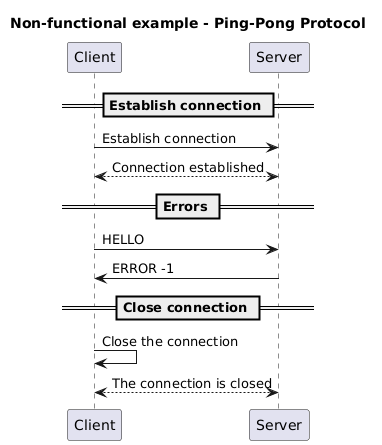 Non-functional example - Ping-Pong Protocol
Client Server
Establish connection
Establish connection
Connection established
Errors
HELLO
ERROR -1
Close connection
Close the connection
The connection is closed
Client Server